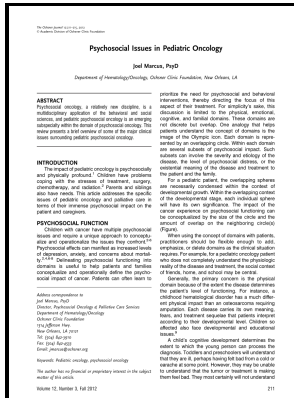 The Ochsner Journal 12:211–215, 2012
© Academic Division of Ochsner Clinic Foundation
Psychosocial Issues in Pediatric Oncology
Joel Marcus, PsyD
Department of Hematology/Oncology, Ochsner Clinic Foundation, New Orleans, LA
ABSTRACT
Psychosocial oncology, a relatively new discipline, is a
multidisciplinary application of the behavioral and social
sciences, and pediatric psychosocial oncology is an emerging
subspecialty within the domain of psychosocial oncology. This
review presents a brief overview of some of the major clinical
issues surrounding pediatric psychosocial oncology.
INTRODUCTION
The impact of pediatric oncology is psychologically
and physically profound. Children have problems
coping with the stresses of treatment, surgery,
chemotherapy, and radiation. Parents and siblings
also have needs. This article addresses the specific
issues of pediatric oncology and palliative care in
terms of their immense psychosocial impact on the
patient and caregivers.
PSYCHOSOCIAL FUNCTION
Children with cancer have multiple psychosocial
issues and require a unique approach to conceptu-
alize and operationalize the issues they confront.
Psychosocial effects can manifest as increased levels
of depression, anxiety, and concerns about mortal-
ity. Delineating psychosocial functioning into
domains is useful to help patients and families
conceptualize and operationally define the psycho-
social impact of cancer. Patients can often learn to
Address correspondence to
Joel Marcus, PsyD
Director, Psychosocial Oncology & Palliative Care Services
Department of Hematology/Oncology
Ochsner Clinic Foundation
1514 Jefferson Hwy.
New Orleans, LA 70121
Email: jmarcus@ochsner.org
Keywords: Pediatric oncology, psychosocial oncology
The author has no financial or proprietary interest in the subject
matter of this article.
prioritize the need for psychosocial and behavioral
interventions, thereby directing the focus of this
aspect of their treatment. For simplicity's sake, this
discussion is limited to the physical, emotional,
cognitive, and familial domains. These domains are
not discrete but overlap. One analogy that helps
patients understand the concept of domains is the
image of the Olympic icon. Each domain is repre-
sented by an overlapping circle. Within each domain
are several subsets of psychosocial impact. Such
subsets can involve the severity and etiology of the
disease, the level of psychosocial distress, or the
existential meaning of the disease and treatment to
the patient and the family.
For a pediatric patient, the overlapping spheres
are necessarily condensed within the context of
developmental growth. Within the overlapping context
of the developmental stage, each individual sphere
will have its own significance. The impact of the
cancer experience on psychosocial functioning can
be conceptualized by the size of the circle and the
amount of overlap on the neighboring circle(s)
(Figure).
When using the concept of domains with patients,
practitioners should be flexible enough to add,
emphasize, or delete domains as the clinical situation
requires. For example, for a pediatric oncology patient
who does not completely understand the physiologic
reality of the disease and treatment, the social context
of friends, home, and school may be central.
Generally, the primary concern is the physical
domain because of the extent the disease determines
the patient's level of functioning. For instance, a
childhood hematological disorder has a much differ-
ent physical impact than an osteosarcoma requiring
amputation. Each disease carries its own meaning,
fears, and treatment sequelae that patients interpret
according to their developmental level. Children so
affected also face developmental and educational
issues.
A child's cognitive development determines the
extent to which the young person can process the
diagnosis. Toddlers and preschoolers will understand
that they are ill, perhaps having felt bad from a cold or
earache at some point. However, they may be unable
to understand that the tumor or treatment is making
them feel bad. They most certainly will not understand
Volume 12, Number 3, Fall 2012
211